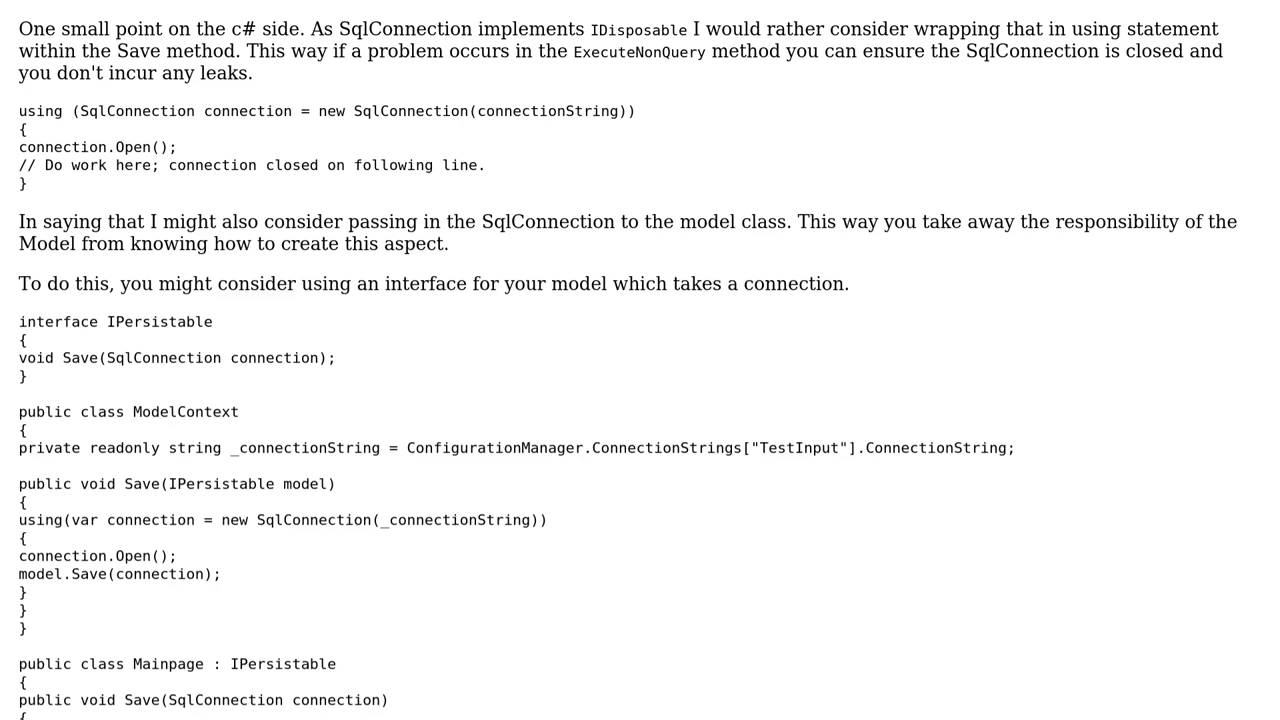 One small point on the c# side. As SqlConnection implements IDisposable I would rather consider wrapping that in using statement
within the Save method. This way if a problem occurs in the ExecuteNonQuery method you can ensure the SqlConnection is closed and
you don't incur any leaks.
using (SqlConnection connection = new SqlConnection(connectionString))
{
connection.Open();
// Do work here; connection closed on following line.
}
In saying that I might also consider passing in the SqlConnection to the model class. This way you take away the responsibility of the
Model from knowing how to create this aspect.
To do this, you might consider using an interface for your model which takes a connection.
interface IPersistable
{
void Save(SqlConnection connection);
}
public class ModelContext
{
private readonly string _connectionString = ConfigurationManager.ConnectionStrings["TestInput"].ConnectionString;
public void Save(IPersistable model)
{
using(var connection = new SqlConnection(_connectionString))
{
connection.Open();
model.Save(connection);
}
}
}
public class Mainpage : IPersistable
{
public void Save(SqlConnection connection)
{